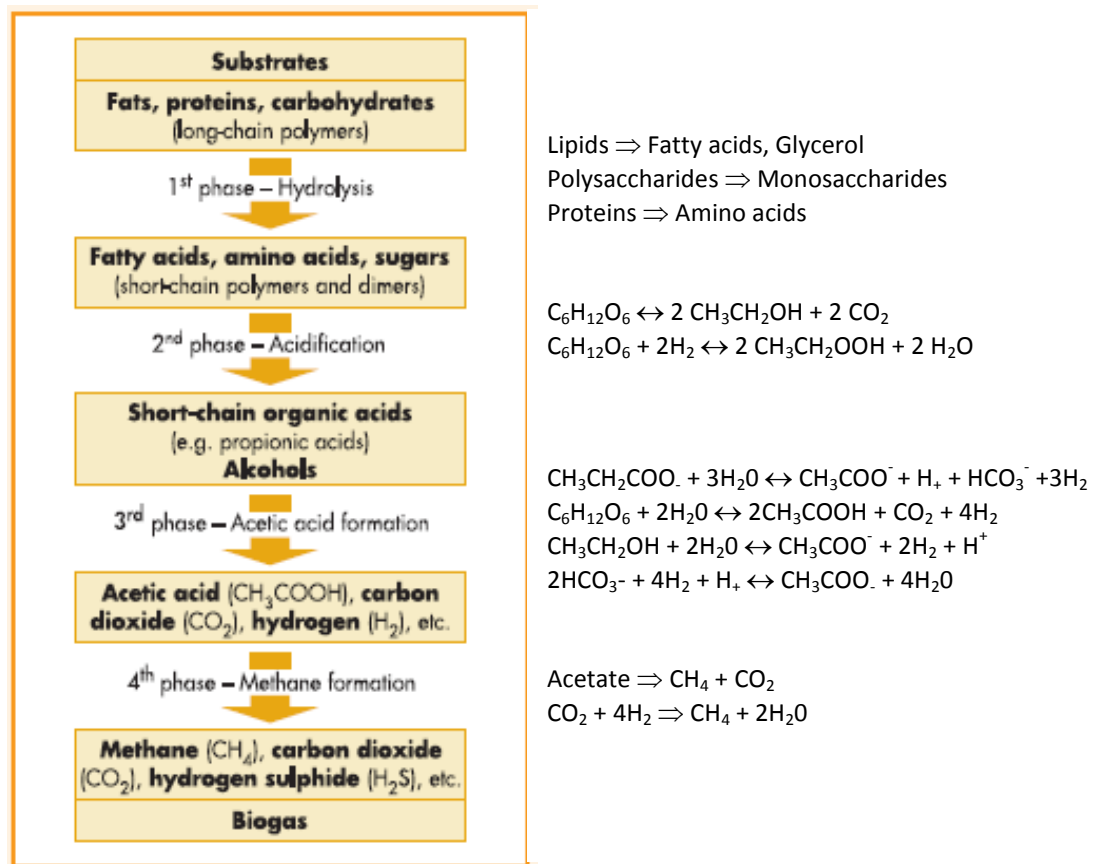 Substrates
Fats, proteins, carbohydrates
(long-chain polymers)
1st phase – Hydrolysis
Fatty acids, amino acids, sugars
(short-chain polymers and dimers)
2nd phase – Acidification
Short-chain organic acids
(e.g. propionic acids)
Alcohols
3rd phase – Acetic acid formation
Acetic acid (CH₃COOH), carbon
dioxide (CO₂), hydrogen (H₂), etc.
4th phase – Methane formation
Methane (CH₄), carbon dioxide
(CO₂), hydrogen sulphide (H₂S), etc.
Biogas
Lipids ⇒ Fatty acids, Glycerol
Polysaccharides ⇒ Monosaccharides
Proteins ⇒ Amino acids
C₆H₁₂O₆ ↔ 2 CH₃CH₂OH + 2 CO₂
C₆H₁₂O₆ + 2H₂ ↔ 2 CH₃CH₂OOH + 2 H₂O
CH₃CH₂COO₋ + 3H₂0 ↔ CH₃COO⁻ + H₊ + HCO₃⁻ +3H₂
C₆H₁₂O₆ + 2H₂0 ↔ 2CH₃COOH + CO₂ + 4H₂
CH₃CH₂OH + 2H₂0 ↔ CH₃COO⁻ + 2H₂ + H⁺
2HCO₃- + 4H₂ + H₊ ↔ CH₃COO₋ + 4H₂0
Acetate ⇒ CH₄ + CO₂
CO₂ + 4H₂ ⇒ CH₄ + 2H₂0